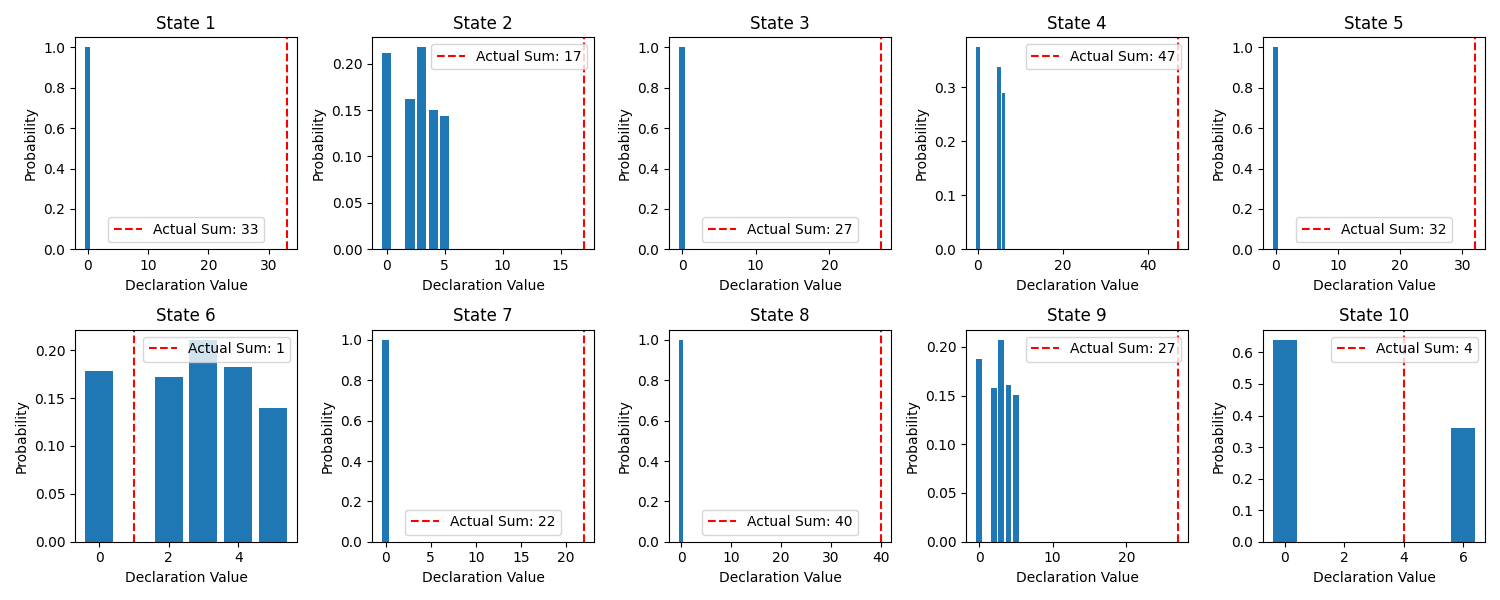 State 1
1.0
0.8
0.6
0.4
0.2
0.0
Probability
Actual Sum: 33
0 10 20 30
Declaration Value
State 2
0.20
0.15
0.10
0.05
0.00
Probability
Actual Sum: 17
0 5 10 15
Declaration Value
State 3
1.0
0.8
0.6
0.4
0.2
0.0
Probability
Actual Sum: 27
0 10 20
Declaration Value
State 4
0.3
0.2
0.1
0.0
Probability
Actual Sum: 47
0 20 40
Declaration Value
State 5
1.0
0.8
0.6
0.4
0.2
0.0
Probability
Actual Sum: 32
0 10 20 30
Declaration Value
State 6
0.20
0.15
0.10
0.05
0.00
Probability
Actual Sum: 1
0 2 4
Declaration Value
State 7
1.0
0.8
0.6
0.4
0.2
0.0
Probability
Actual Sum: 22
0 5 10 15 20
Declaration Value
State 8
1.0
0.8
0.6
0.4
0.2
0.0
Probability
Actual Sum: 40
0 10 20 30 40
Declaration Value
State 9
0.20
0.15
0.10
0.05
0.00
Probability
Actual Sum: 27
0 10 20
Declaration Value
State 10
0.6
0.5
0.4
0.3
0.2
0.1
0.0
Probability
Actual Sum: 4
0 2 4 6
Declaration Value